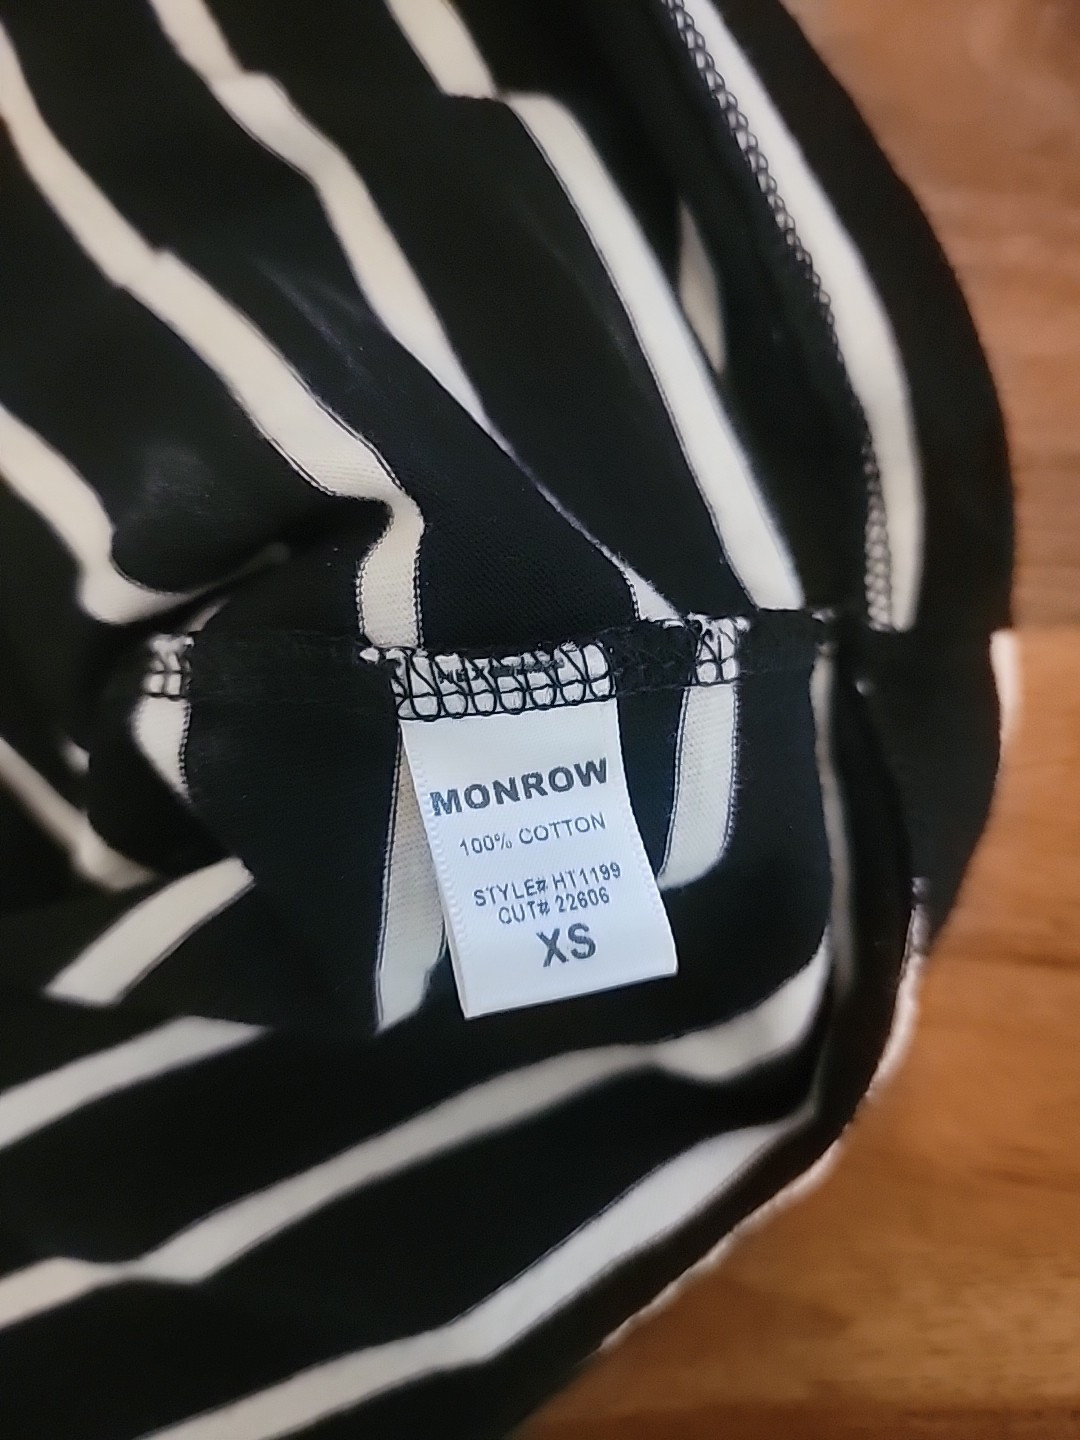 MONROW
100% COTTON
STYLE# HT1199
CUT# 22606
XS